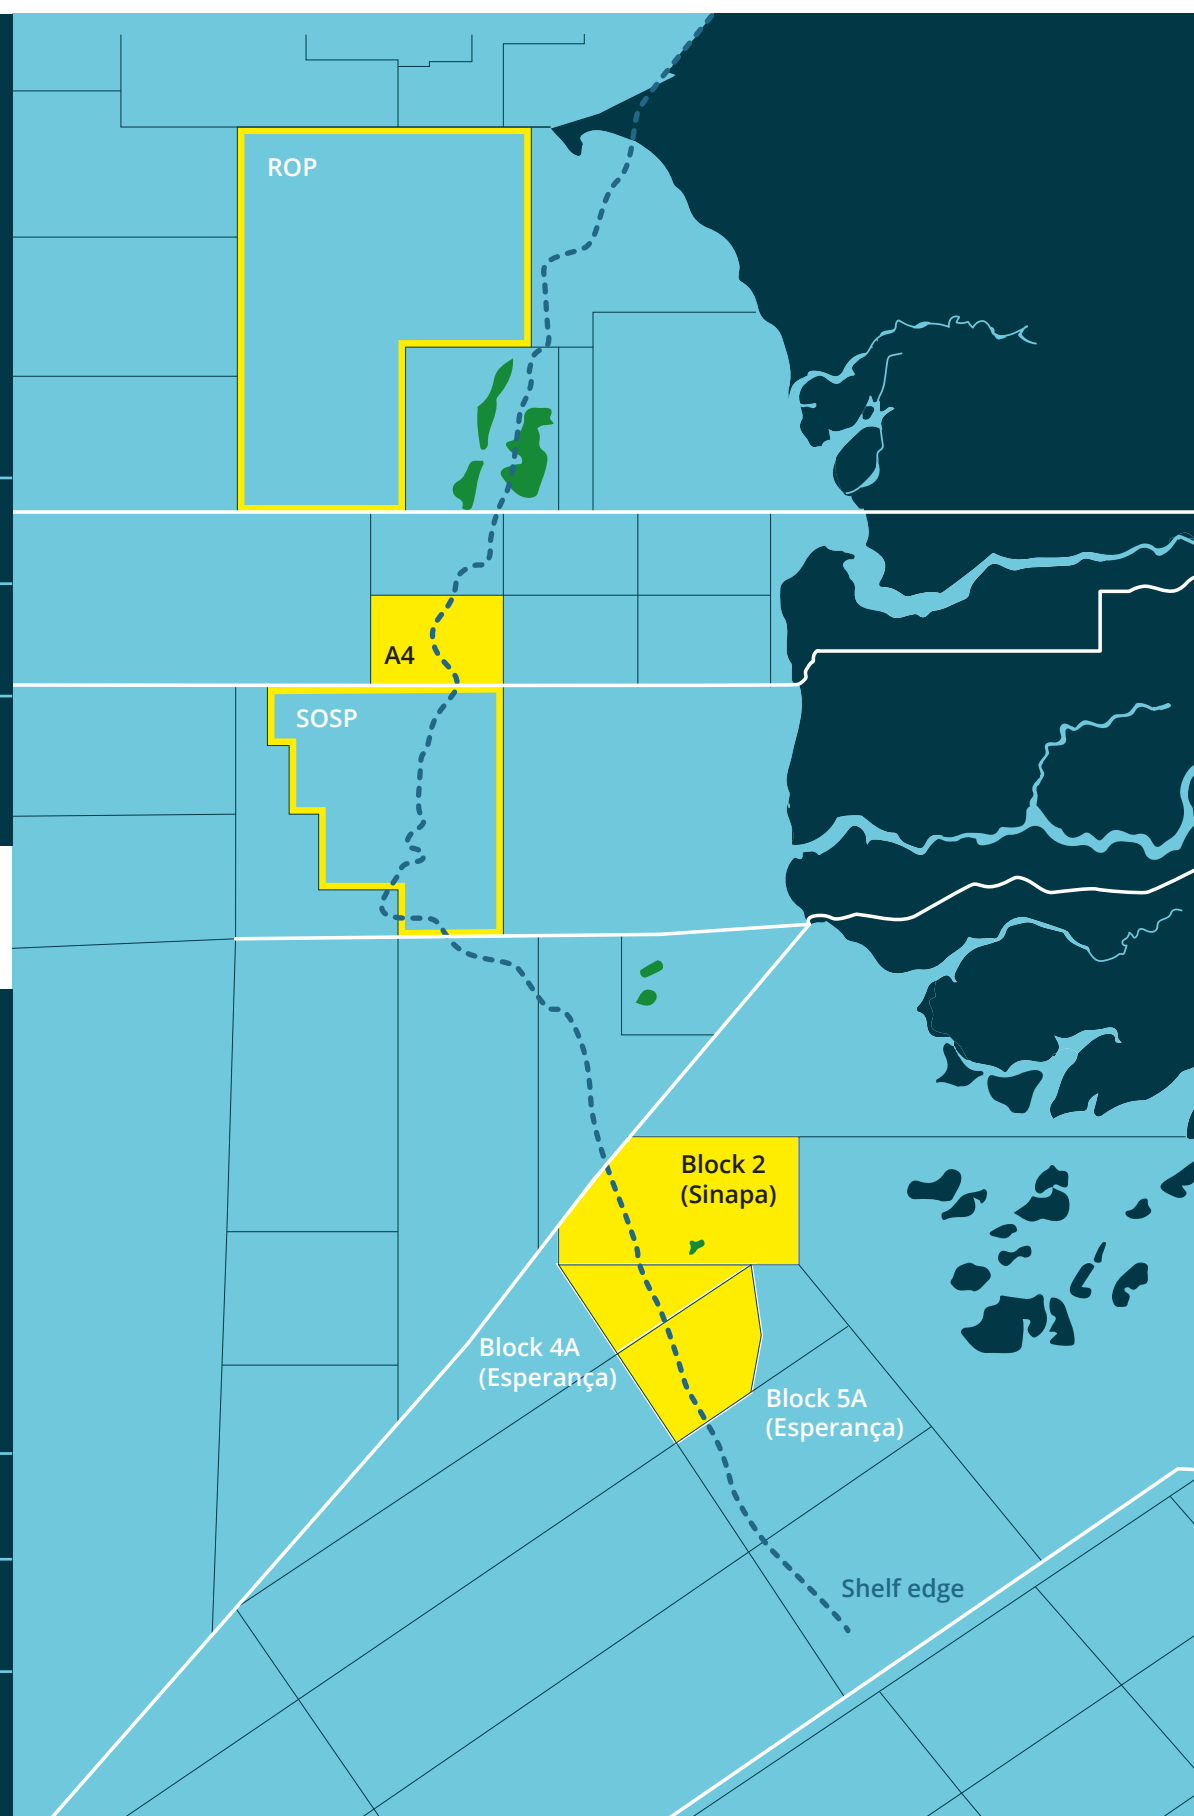 ROP
A4
SOSP
Block 2
(Sinapa)
Block 4A
(Esperança)
Block 5A
(Esperança)
Shelf edge